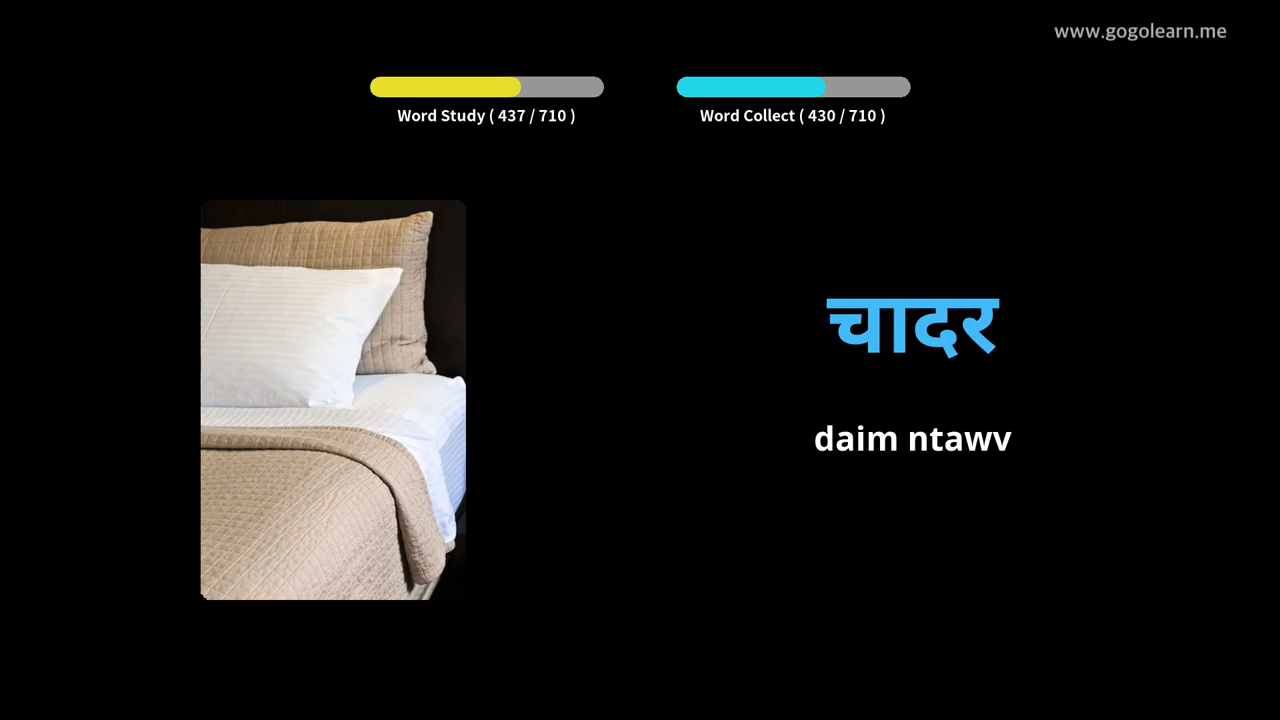 www.gogolearn.me
Word Study ( 437 / 710 )
Word Collect ( 430 / 710 )
चादर
daim ntawv